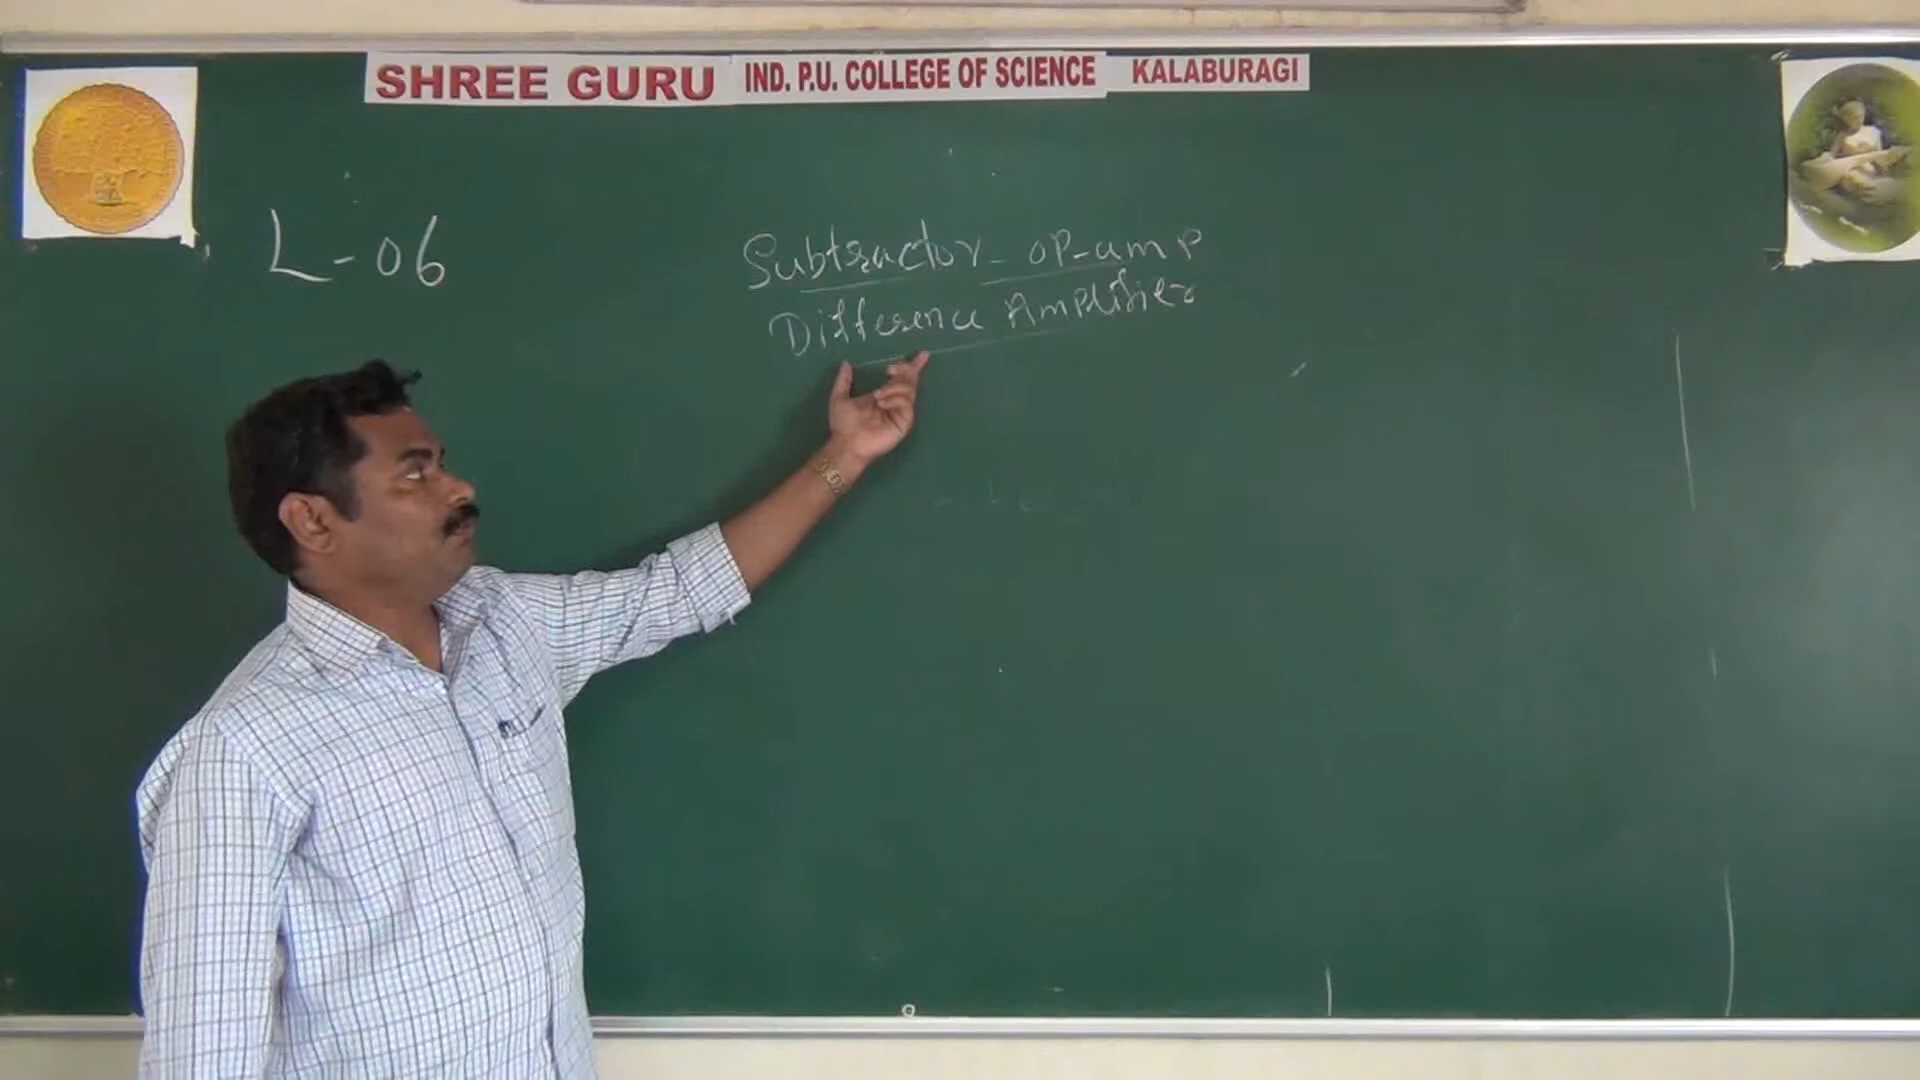 SHREE GURU IND. P.U. COLLEGE OF SCIENCE KALABURAGI
L-06
Subtractor - OP-amp
Difference Amplifier